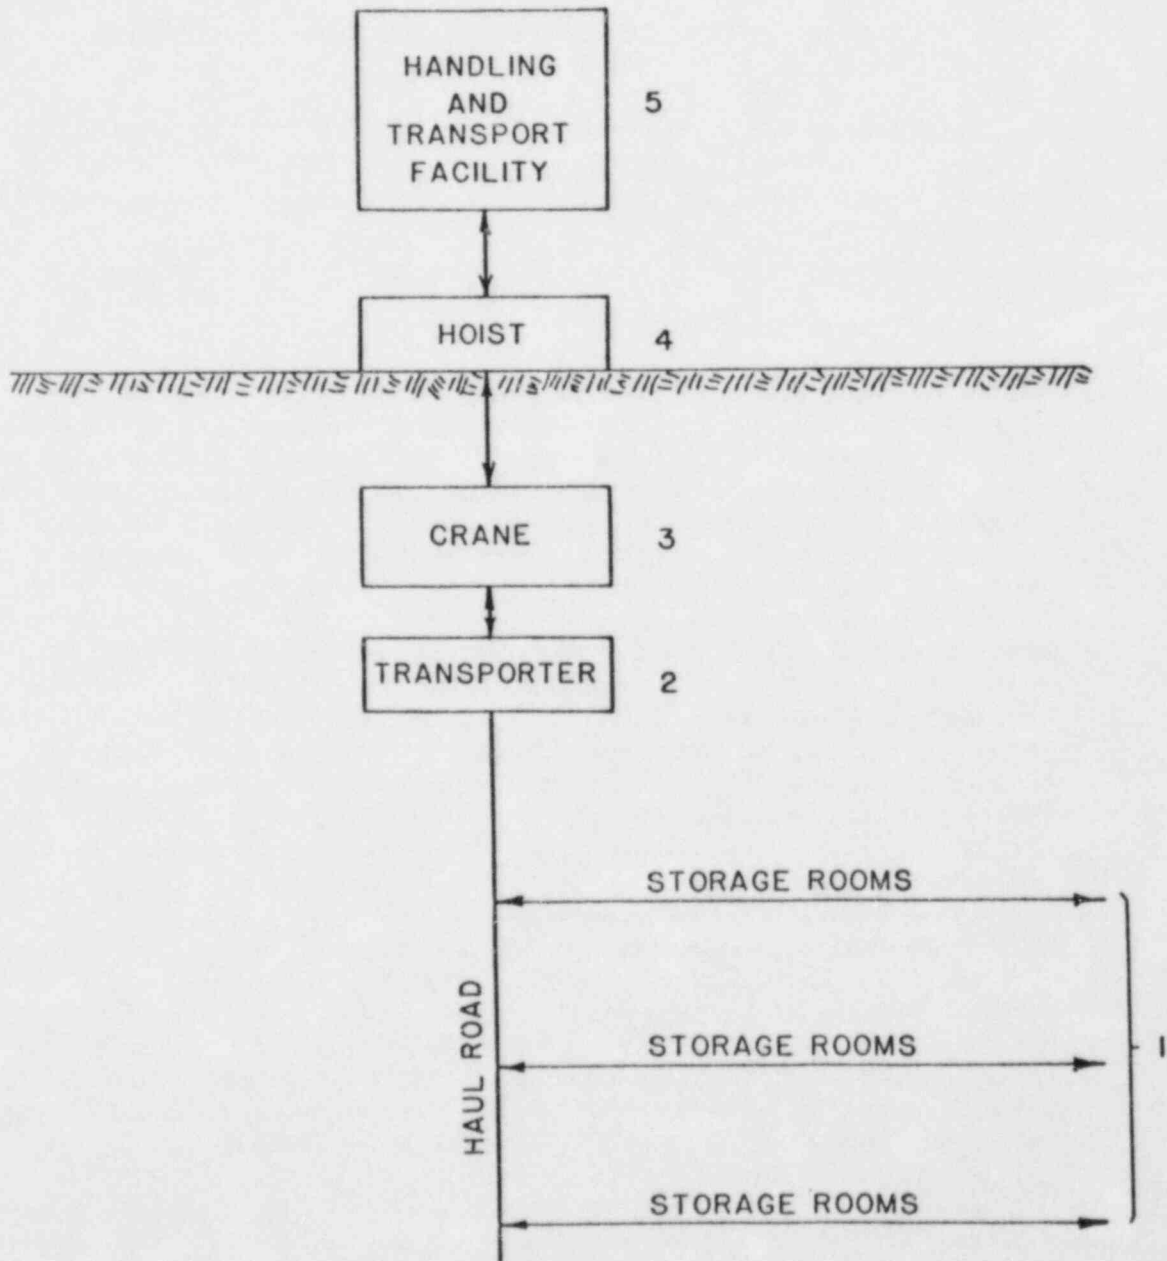 HANDLING
AND
TRANSPORT
FACILITY
5
HOIST
4
CRANE
3
TRANSPORTER
2
STORAGE ROOMS
HAUL ROAD
STORAGE ROOMS
1
STORAGE ROOMS